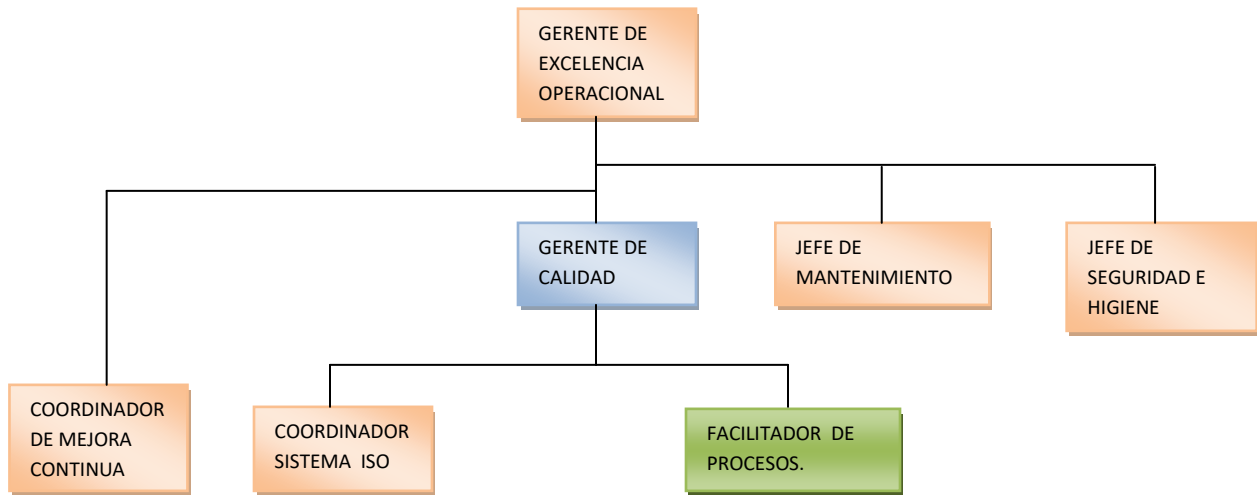 GERENTE DE
EXCELENCIA
OPERACIONAL
GERENTE DE
CALIDAD
JEFE DE
MANTENIMIENTO
JEFE DE
SEGURIDAD E
HIGIENE
COORDINADOR
DE MEJORA
CONTINUA
COORDINADOR
SISTEMA ISO
FACILITADOR DE
PROCESOS.